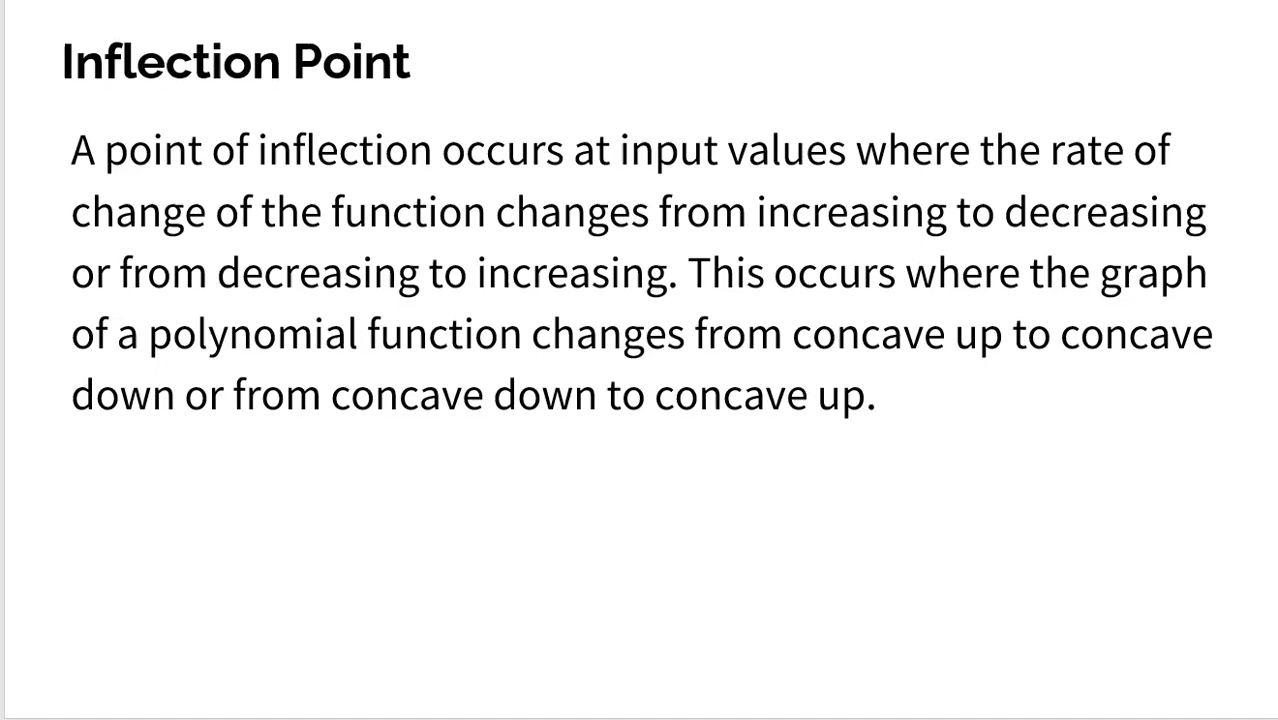 Inflection Point
A point of inflection occurs at input values where the rate of
change of the function changes from increasing to decreasing
or from decreasing to increasing. This occurs where the graph
of a polynomial function changes from concave up to concave
down or from concave down to concave up.